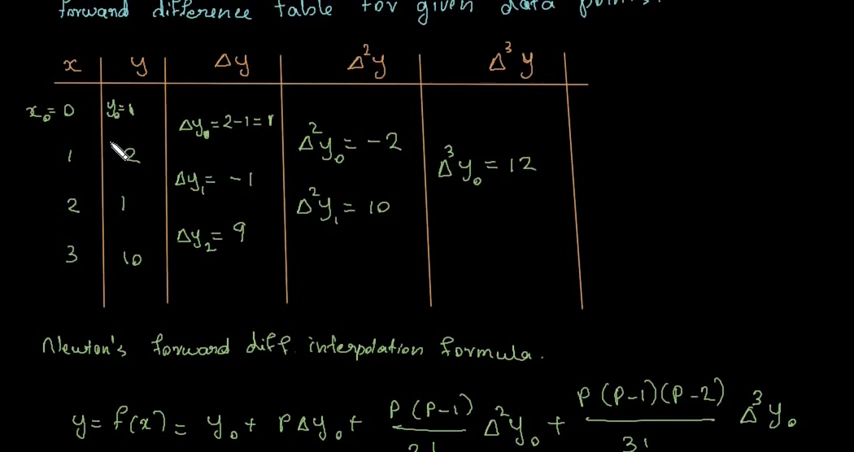 forward difference table for given data points.
x y Δy Δ²y Δ³y
x₀=0 y₀=1
Δy₀=2-1=1
Δ²y₀=-2
1 2
Δ³y₀=12
Δy₁=-1
2 1 Δ²y₁=10
Δy₂=9
3 10
Newton's forward diff. interpolation formula.
y=f(x)= y₀+ PΔy₀+ P(P-1)/2! Δ²y₀+ P(P-1)(P-2)/3! Δ³y₀